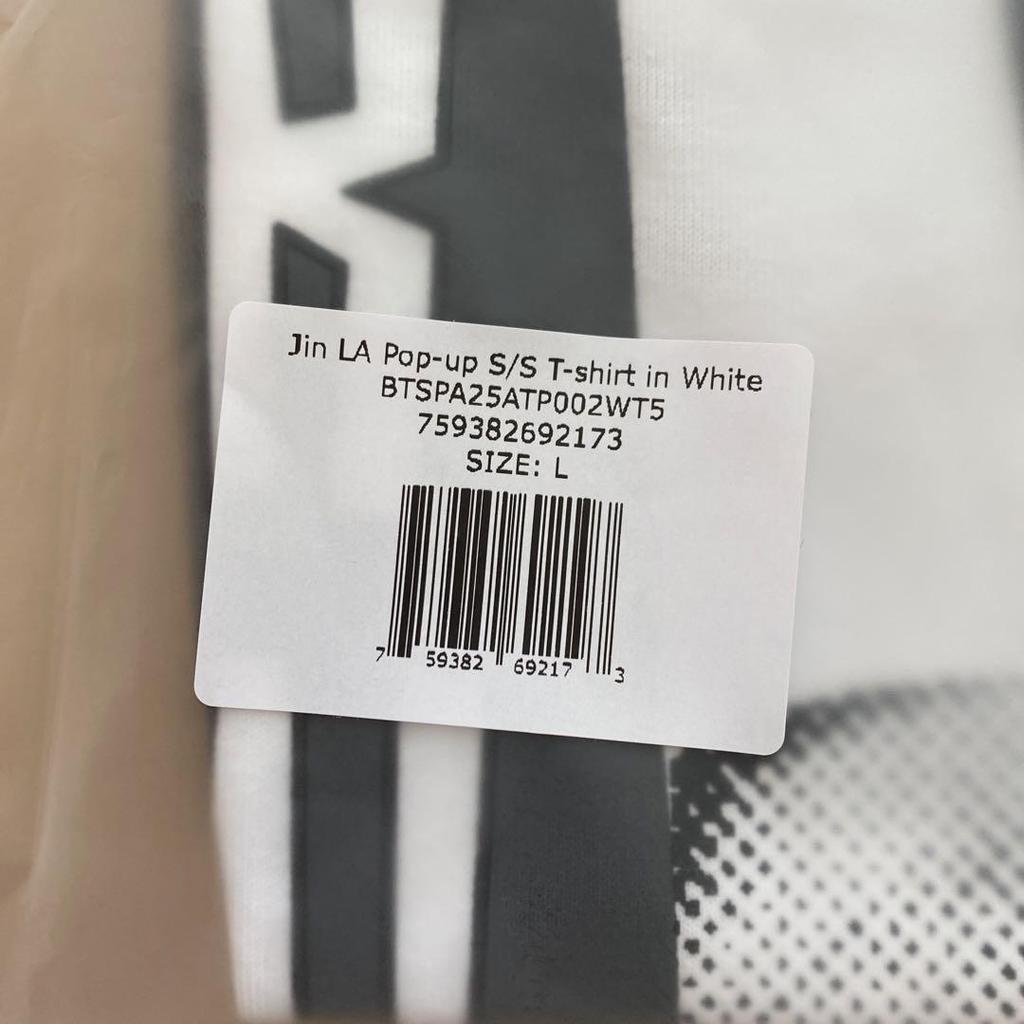 Jin LA Pop-up S/S T-shirt in White
BTSPA25ATP002WT5
759382692173
SIZE: L
7 59382 69217 3